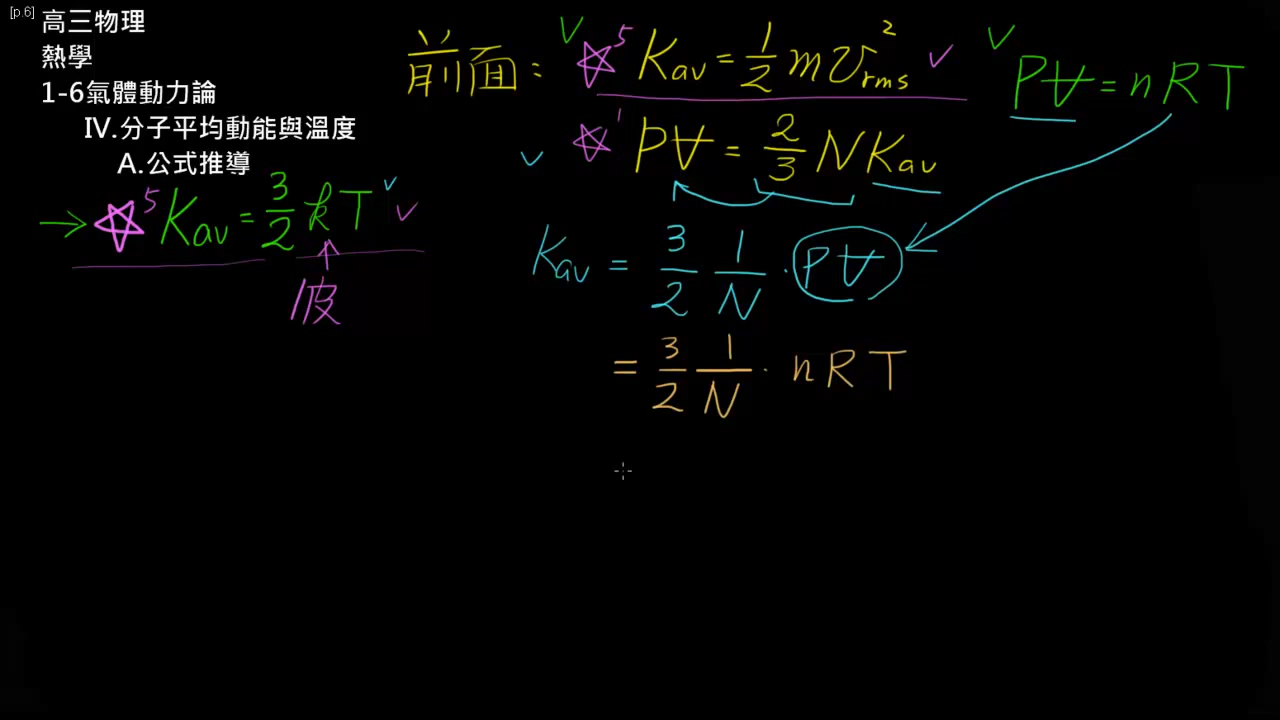 [p.6]
高三物理
熱學
1-6氣體動力論
IV.分子平均動能與溫度
A.公式推導
☆⁵ Kav = 3/2 kT
波
前面: ☆⁵ Kav = 1/2 m v²rms
☆¹ PV = 2/3 N Kav
PV = nRT
Kav = 3/2 1/N · PV
= 3/2 1/N · nRT